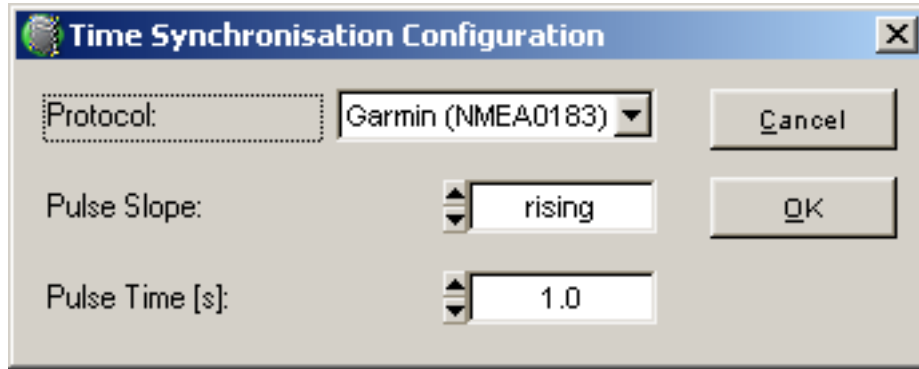 Time Synchronisation Configuration
Protocol: Garmin (NMEA0183) Cancel
Pulse Slope: rising OK
Pulse Time [s]: 1.0